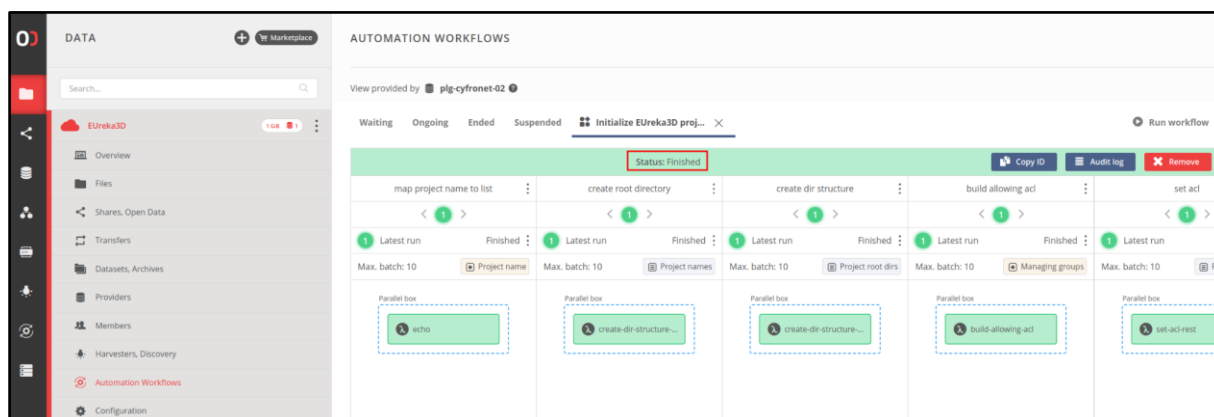 DATA
Marketplace
AUTOMATION WORKFLOWS
Search...
View provided by plg-cyfronet-02
EUreka3D
1 GB
1
Waiting
Ongoing
Ended
Suspended
Initialize EUreka3D proj...
Run workflow
Overview
Files
Shares, Open Data
Transfers
Datasets, Archives
Providers
Members
Harvesters, Discovery
Automation Workflows
Configuration
Status: Finished
Copy ID
Audit log
Remove
map project name to list
create root directory
create dir structure
build allowing acl
set acl
1
1
1
1
1
1 Latest run Finished
1 Latest run Finished
1 Latest run Finished
1 Latest run Finished
1 Latest run
Max. batch: 10 Project name
Max. batch: 10 Project names
Max. batch: 10 Project root dirs
Max. batch: 10 Managing groups
Max. batch: 10
Parallel box
Parallel box
Parallel box
Parallel box
Parallel box
echo
create-dir-structure-...
create-dir-structure-...
build-allowing-acl
set-acl-rest